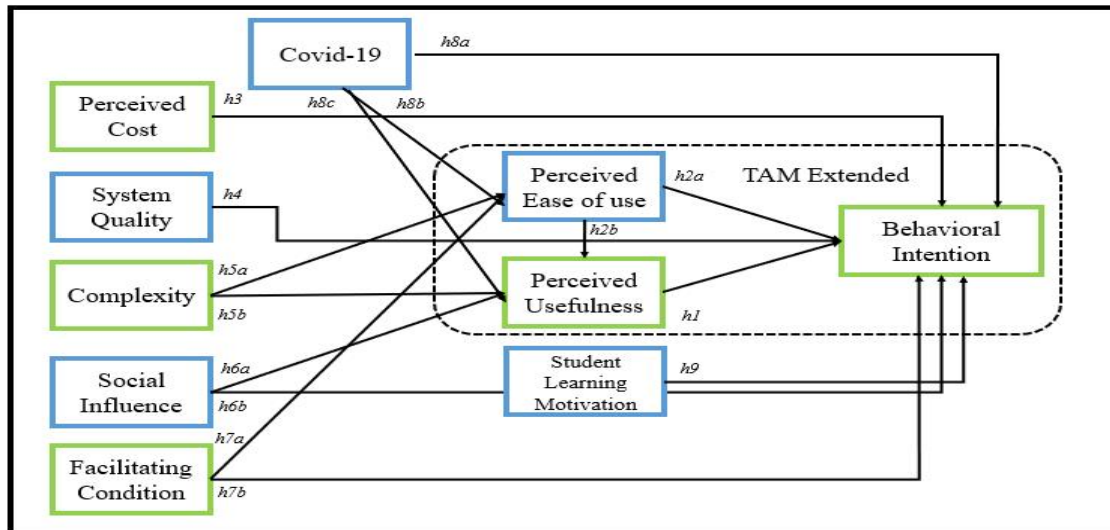 Covid-19
h8a
Perceived
Cost
h3
h8c
h8b
System
Quality
h4
Perceived
Ease of use
h2a
TAM Extended
h2b
Behavioral
Intention
Complexity
h5a
h5b
Perceived
Usefulness
h1
Social
Influence
h6a
h6b
Student
Learning
Motivation
h9
h7a
Facilitating
Condition
h7b